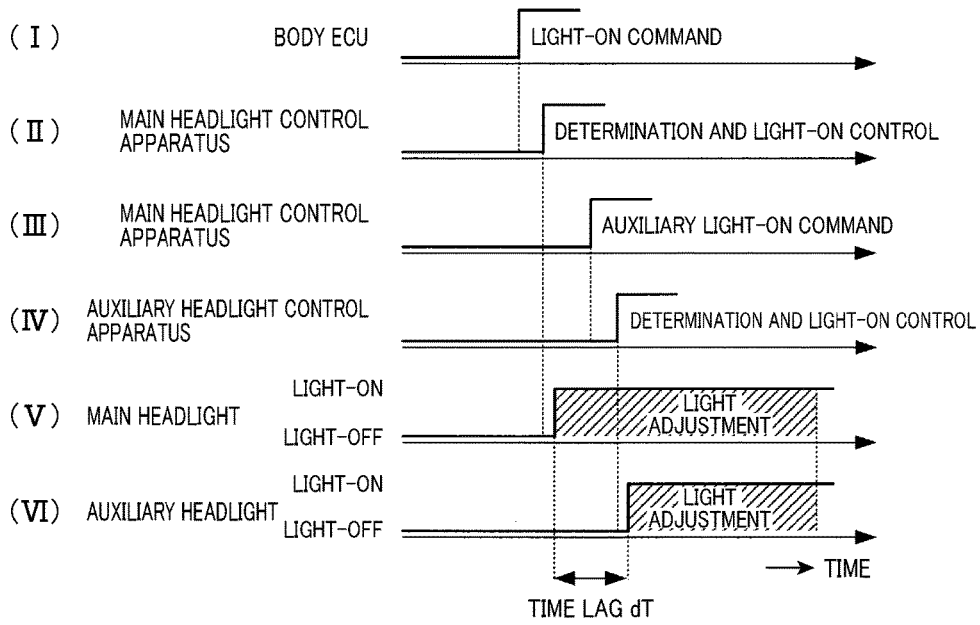 (I) BODY ECU LIGHT-ON COMMAND
(II) MAIN HEADLIGHT CONTROL
APPARATUS DETERMINATION AND LIGHT-ON CONTROL
(III) MAIN HEADLIGHT CONTROL
APPARATUS AUXILIARY LIGHT-ON COMMAND
(IV) AUXILIARY HEADLIGHT CONTROL
APPARATUS DETERMINATION AND LIGHT-ON CONTROL
LIGHT-ON
(V) MAIN HEADLIGHT LIGHT
ADJUSTMENT
LIGHT-OFF
LIGHT-ON
(VI) AUXILIARY HEADLIGHT LIGHT
ADJUSTMENT
LIGHT-OFF
TIME
TIME LAG dT